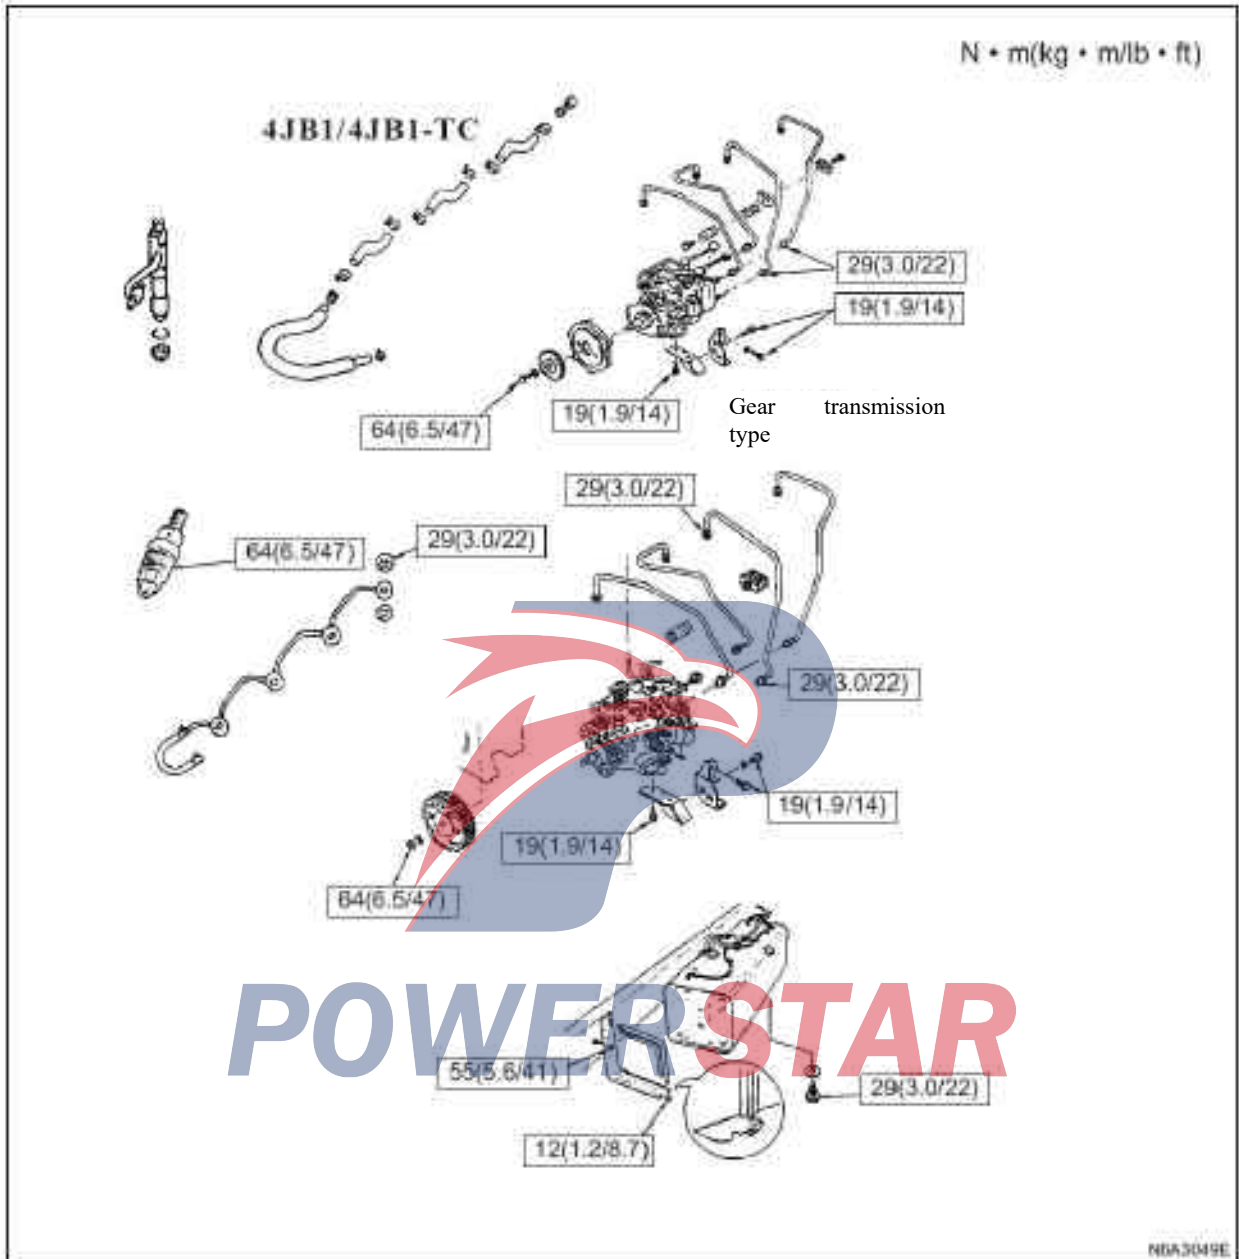 N • m(kg • m/lb • ft)
4JB1/4JB1-TC
29(3.0/22)
19(1.9/14)
19(1.9/14)
64(6.5/47)
Gear transmission
type
29(3.0/22)
29(3.0/22)
64(6.5/47)
29(3.0/22)
19(1.9/14)
19(1.9/14)
64(6.5/47)
POWERSTAR
55(5.6/41)
29(3.0/22)
12(1.2/8.7)
N6A3049E